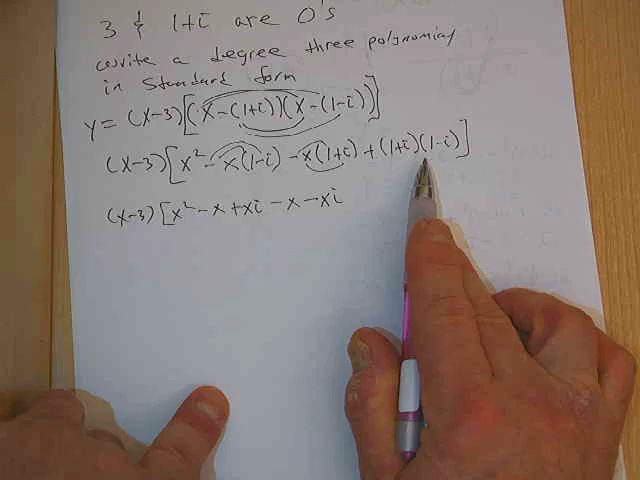 3 & 1+i are 0's
write a degree three polynomial
in Standard form
y = (x-3)[(x-(1+i))(x-(1-i))]
(x-3)[x² - x(1-i) - x(1+i) + (1+i)(1-i)]
(x-3)[x² - x + xi - x - xi